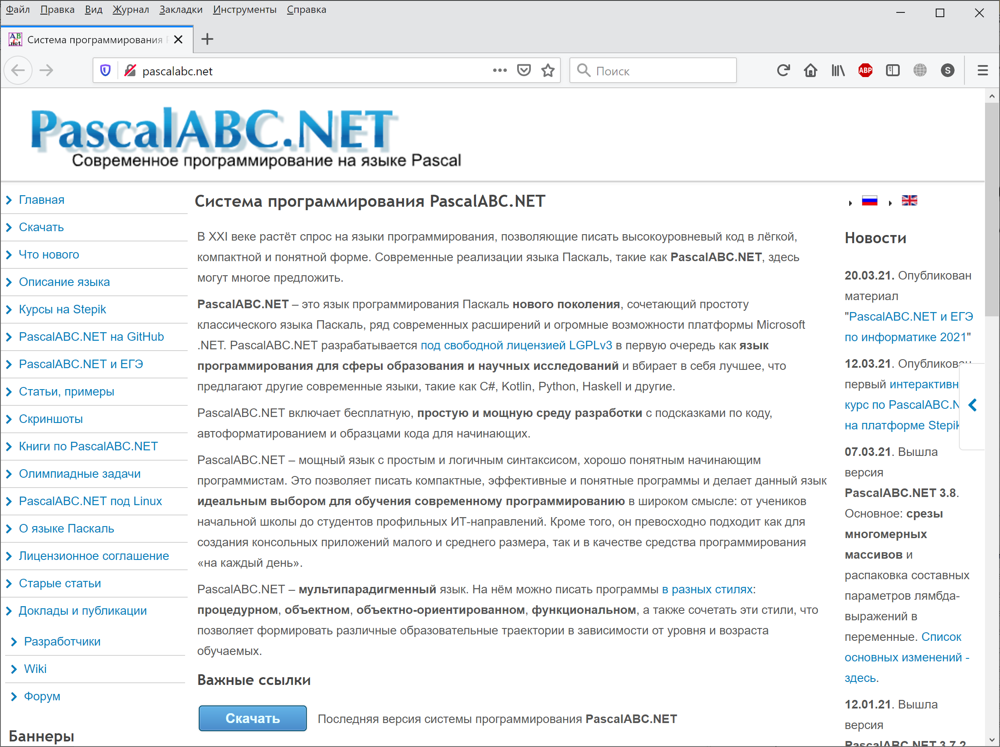 Файл Правка Вид Журнал Закладки Инструменты Справка
Система программирования
pascalabc.net
Поиск
ABP
S
PascalABC.NET
Современное программирование на языке Pascal
Главная
Скачать
Что нового
Описание языка
Курсы на Stepik
PascalABC.NET на GitHub
PascalABC.NET и ЕГЭ
Статьи, примеры
Скриншоты
Книги по PascalABC.NET
Олимпиадные задачи
PascalABC.NET под Linux
О языке Паскаль
Лицензионное соглашение
Старые статьи
Доклады и публикации
Разработчики
Wiki
Форум
Баннеры
Система программирования PascalABC.NET
В XXI веке растёт спрос на языки программирования, позволяющие писать высокоуровневый код в лёгкой,
компактной и понятной форме. Современные реализации языка Паскаль, такие как PascalABC.NET, здесь
могут многое предложить.
PascalABC.NET – это язык программирования Паскаль нового поколения, сочетающий простоту
классического языка Паскаль, ряд современных расширений и огромные возможности платформы Microsoft
.NET. PascalABC.NET разрабатывается под свободной лицензией LGPLv3 в первую очередь как язык
программирования для сферы образования и научных исследований и вбирает в себя лучшее, что
предлагают другие современные языки, такие как C#, Kotlin, Python, Haskell и другие.
PascalABC.NET включает бесплатную, простую и мощную среду разработки с подсказками по коду,
автоформатированием и образцами кода для начинающих.
PascalABC.NET – мощный язык с простым и логичным синтаксисом, хорошо понятным начинающим
программистам. Это позволяет писать компактные, эффективные и понятные программы и делает данный язык
идеальным выбором для обучения современному программированию в широком смысле: от учеников
начальной школы до студентов профильных ИТ-направлений. Кроме того, он превосходно подходит как для
создания консольных приложений малого и среднего размера, так и в качестве средства программирования
«на каждый день».
PascalABC.NET – мультипарадигменный язык. На нём можно писать программы в разных стилях:
процедурном, объектном, объектно-ориентированном, функциональном, а также сочетать эти стили, что
позволяет формировать различные образовательные траектории в зависимости от уровня и возраста
обучаемых.
Важные ссылки
Скачать Последняя версия системы программирования PascalABC.NET
Новости
20.03.21. Опубликован
материал
"PascalABC.NET и ЕГЭ
по информатике 2021"
12.03.21. Опубликован
первый интерактивн
курс по PascalABC.N
на платформе Stepik
07.03.21. Вышла
версия
PascalABC.NET 3.8.
Основное: срезы
многомерных
массивов и
распаковка составных
параметров лямбда-
выражений в
переменные. Список
основных изменений -
здесь.
12.01.21. Вышла
версия
PascalABC.NET 3.7.2